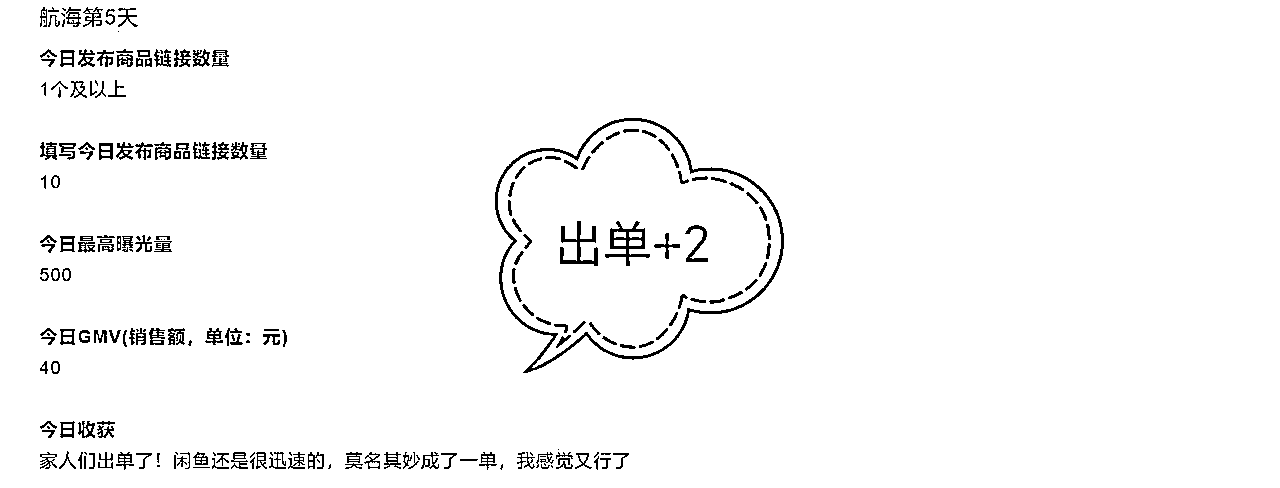 航海第5天
今日发布商品链接数量
1个及以上
填写今日发布商品链接数量
10
今日最高曝光量
500
今日GMV(销售额，单位：元)
40
今日收获
家人们出单了！闲鱼还是很迅速的，莫名其妙成了一单，我感觉又行了
出单+2